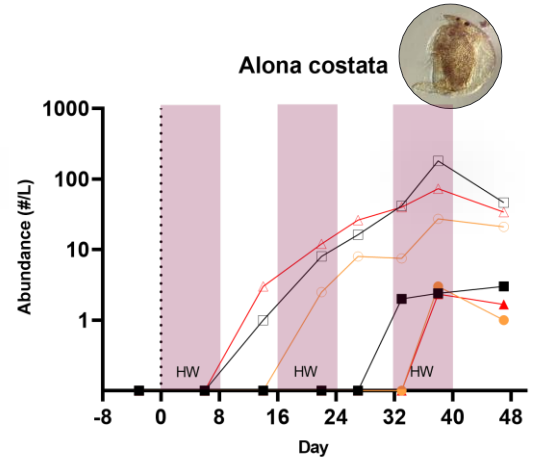 Alona costata
1000
100
10
1
Abundance (#/L)
HW HW HW
-8 0 8 16 24 32 40 48
Day